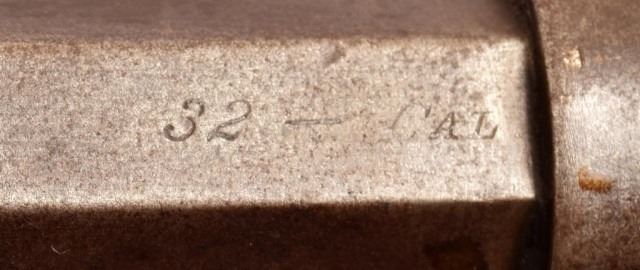 32 — CAL